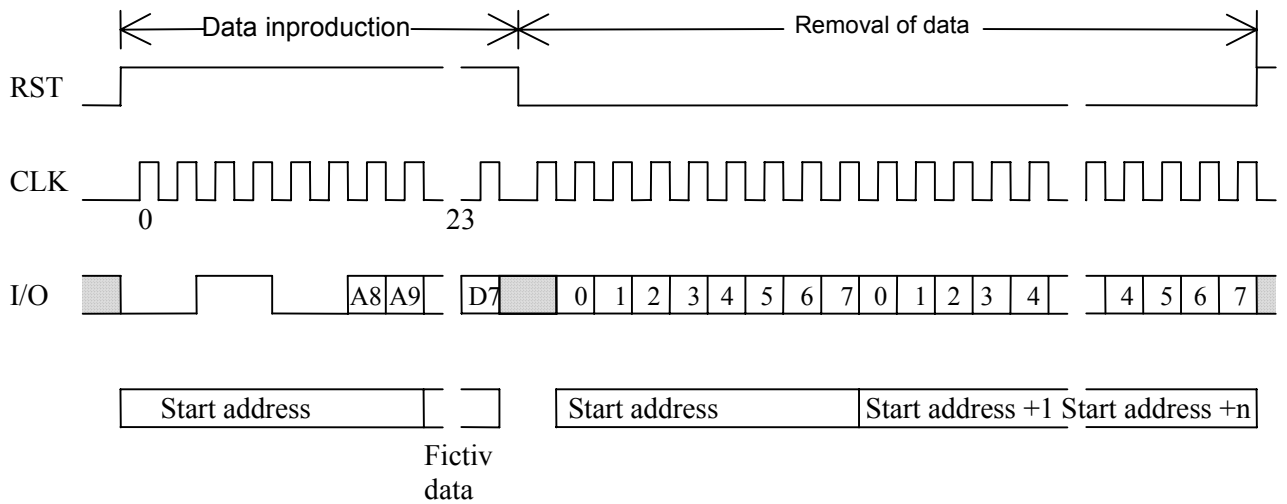 Data inproduction
Removal of data
RST
CLK
0
23
I/O
A8 A9 D7 0 1 2 3 4 5 6 7 0 1 2 3 4 4 5 6 7
Start address
Start address
Start address +1
Start address +n
Fictiv
data